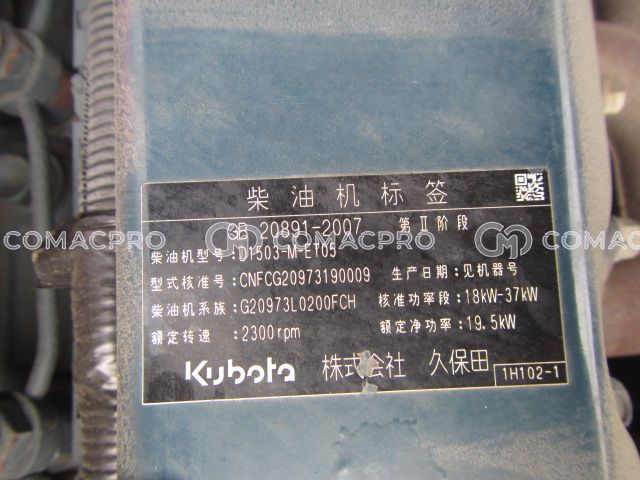 柴油机标签
GB 20891-2007 第Ⅱ阶段
柴油机型号: D1503-M-ET05
型式核准号: CNFCG20973190009 生产日期: 见机器号
柴油机系族: G20973L0200FCH 核准功率段: 18kW-37kW
额定转速: 2300rpm 额定净功率: 19.5kW
Kubota 株式会社 久保田
1H102-1
COMACPRO COMACPRO